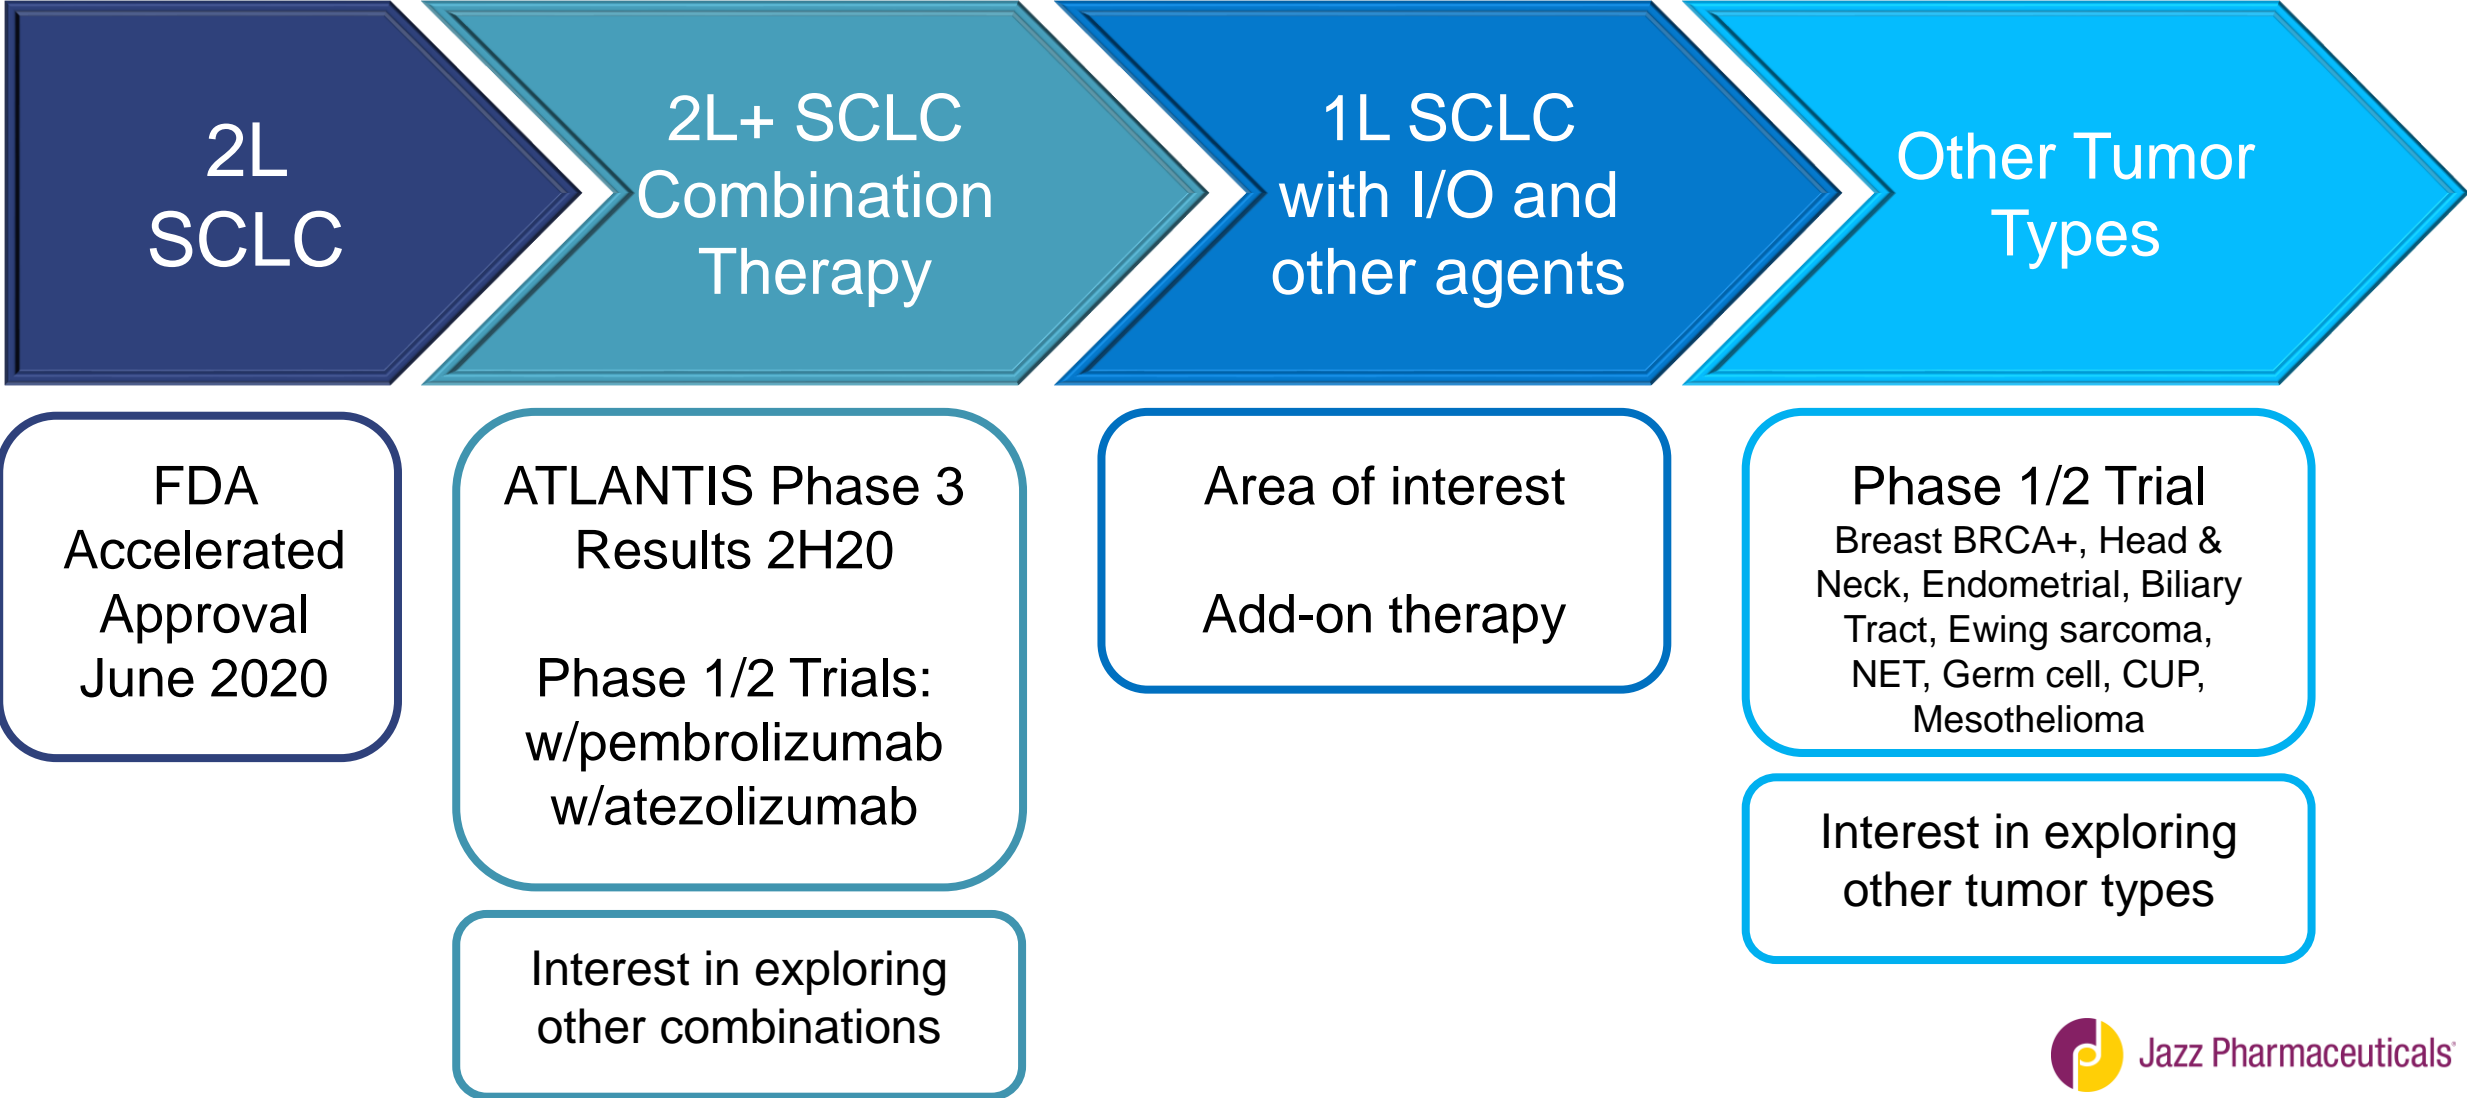 2L
SCLC
2L+ SCLC
Combination
Therapy
1L SCLC
with I/O and
other agents
Other Tumor
Types
FDA
Accelerated
Approval
June 2020
ATLANTIS Phase 3
Results 2H20
Phase 1/2 Trials:
w/pembrolizumab
w/atezolizumab
Interest in exploring
other combinations
Area of interest
Add-on therapy
Phase 1/2 Trial
Breast BRCA+, Head &
Neck, Endometrial, Biliary
Tract, Ewing sarcoma,
NET, Germ cell, CUP,
Mesothelioma
Interest in exploring
other tumor types
Jazz Pharmaceuticals